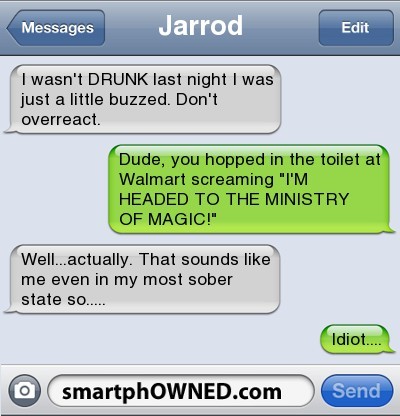 Messages
Jarrod
Edit
I wasn't DRUNK last night I was
just a little buzzed. Don't
overreact.
Dude, you hopped in the toilet at
Walmart screaming "I'M
HEADED TO THE MINISTRY
OF MAGIC!"
Well...actually. That sounds like
me even in my most sober
state so.....
Idiot....
smartphOWNED.com
Send